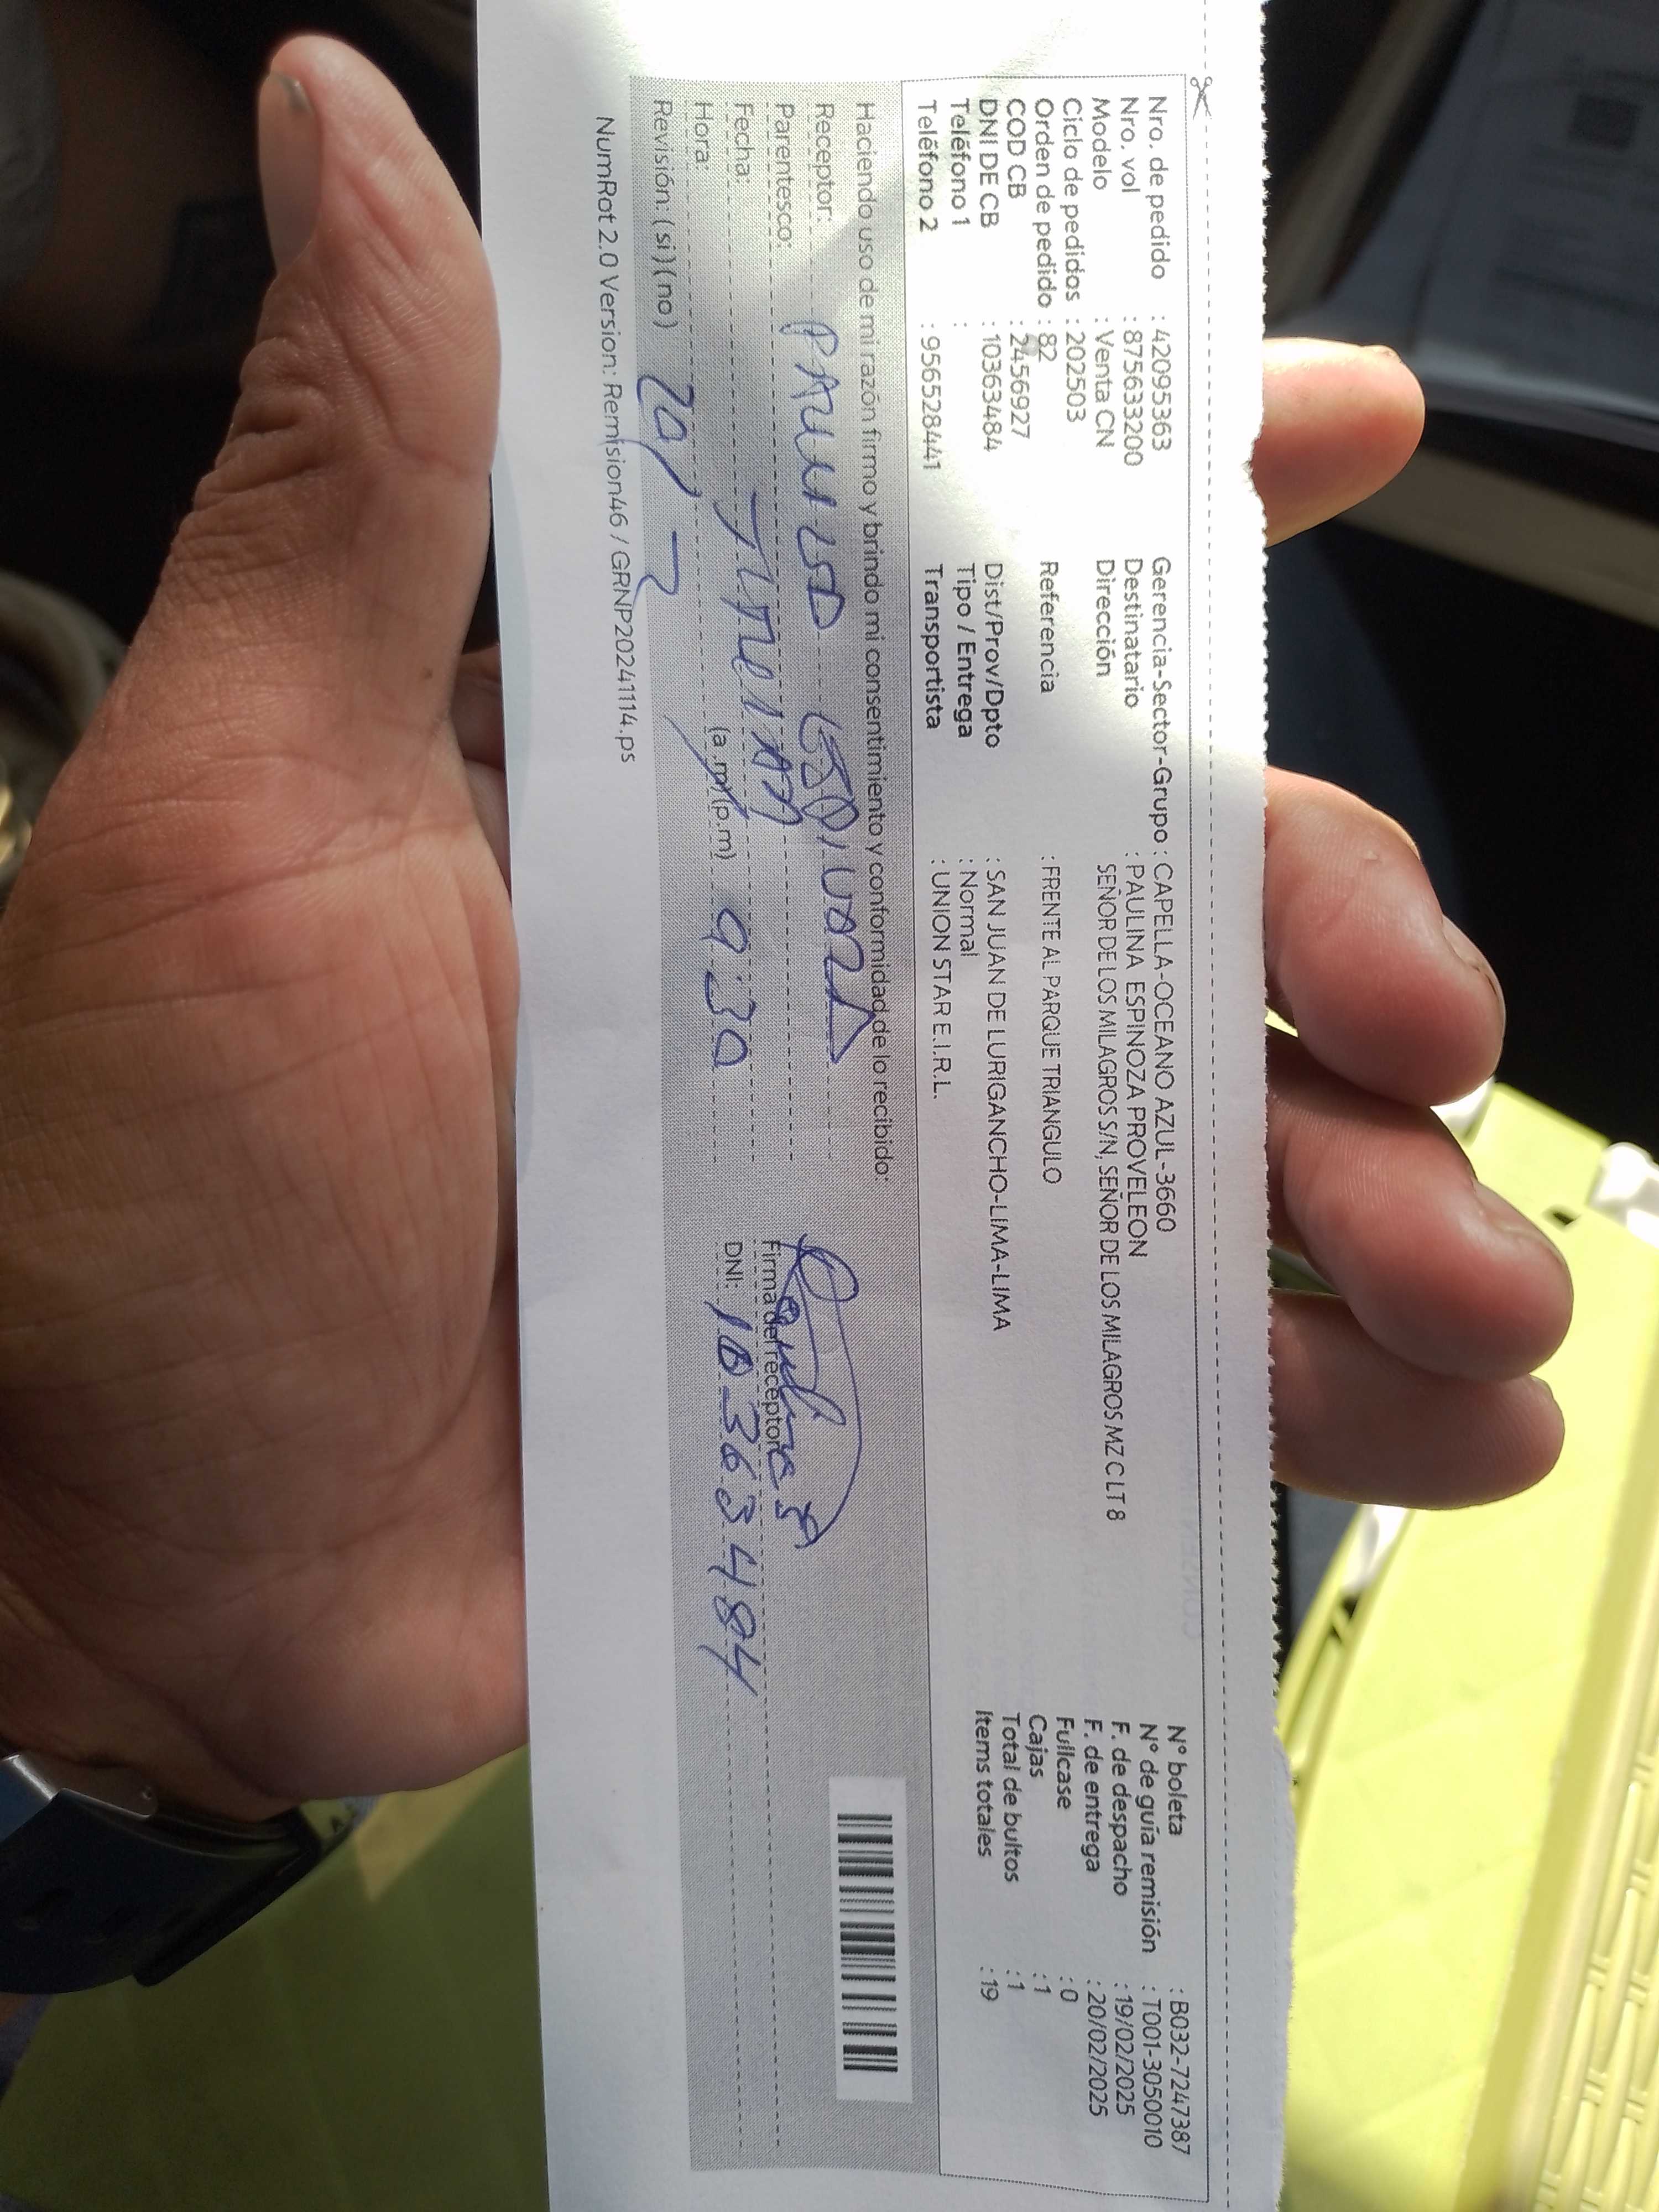 Nro. de pedido : 42095363
Nro. vol : 875633200
Modelo : Venta CN
Ciclo de pedidos : 202503
Orden de pedido : 82
COD CB : 2456927
DNI DE CB : 10363484
Teléfono 1 :
Teléfono 2 : 956528441
Gerencia-Sector-Grupo : CAPELLA-OCEANO AZUL-3660
Destinatario : PAULINA ESPINOZA PROVELEON
Dirección SEÑOR DE LOS MILAGROS S/N, SEÑOR DE LOS MILAGROS MZ C LT 8
Referencia : FRENTE AL PARQUE TRIANGULO
Dist/Prov/Dpto : SAN JUAN DE LURIGANCHO-LIMA-LIMA
Tipo / Entrega : Normal
Transportista : UNION STAR E.I.R.L.
N° boleta : B032-7247387
N° de guía remisión : T001-3050010
F. de despacho : 19/02/2025
F. de entrega : 20/02/2025
Fullcase : 0
Cajas : 1
Total de bultos : 1
Items totales : 19
Haciendo uso de mi razón firmo y brindo mi consentimiento y conformidad de lo recibido:
Receptor:
Parentesco:
Fecha:
Hora: (a.m) (p.m) 9 30
Revisión: (si) (no)
Firma del receptor
DNI: 10363484
NumRot 2.0 Version: Remision46 / GRNP20241114.ps